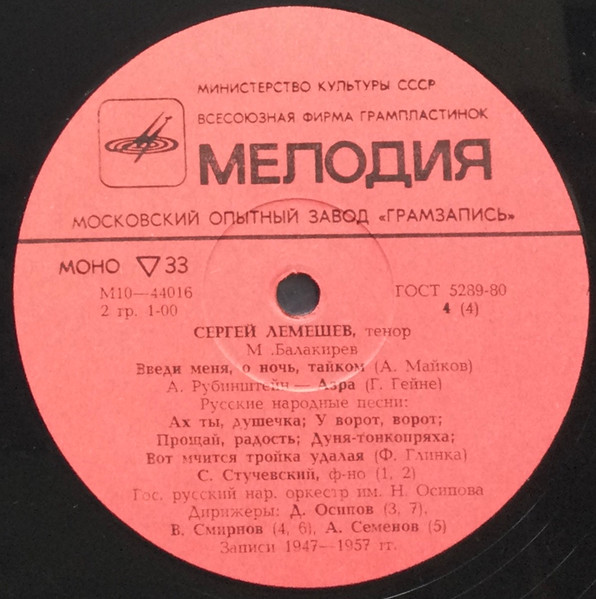 МИНИСТЕРСТВО КУЛЬТУРЫ СССР
ВСЕСОЮЗНАЯ ФИРМА ГРАМПЛАСТИНОК
МЕЛОДИЯ
МОСКОВСКИЙ ОПЫТНЫЙ ЗАВОД «ГРАМЗАПИСЬ»
МОНО ▽ 33
М10—44016 ГОСТ 5289-80
2 гр. 1-00 4 (4)
СЕРГЕЙ ЛЕМЕШЕВ, тенор
М .Балакирев
Введи меня, о ночь, тайком (А. Майков)
А. Рубинштейн — Азра (Г. Гейне)
Русские народные песни:
Ах ты, душечка; У ворот, ворот;
Прощай, радость; Дуня-тонкопряха;
Вот мчится тройка удалая (Ф. Глинка)
С. Стучевский, ф-но (1, 2)
Гос. русский нар. оркестр им. Н. Осипова
Дирижеры: Д. Осипов (3, 7),
В. Смирнов (4, 6), А. Семенов (5)
Записи 1947—1957 гг.